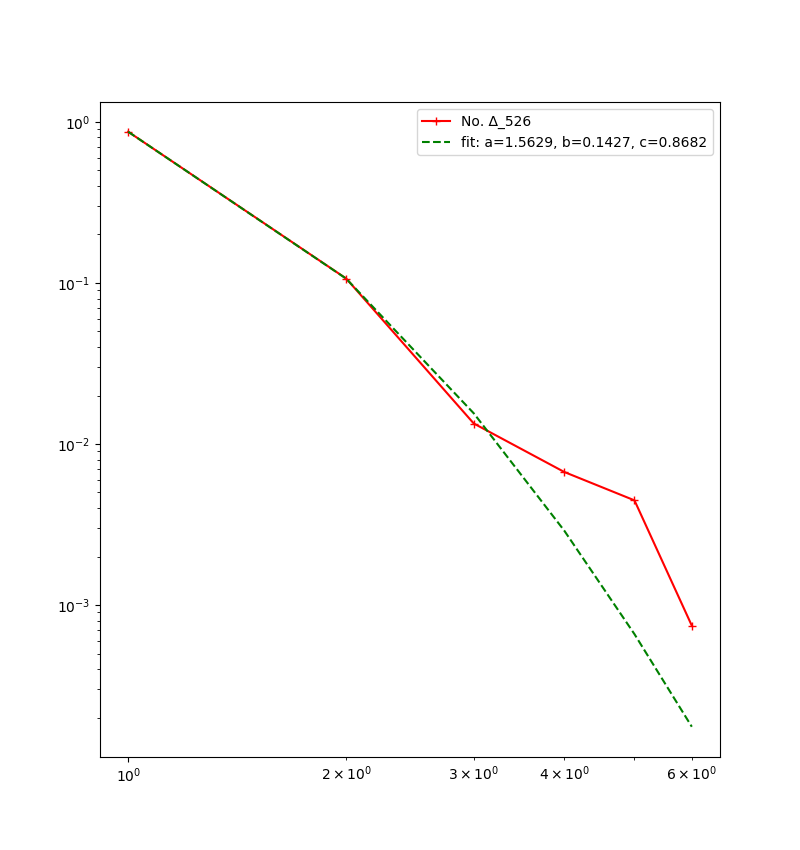 No. Δ_526
fit: a=1.5629, b=0.1427, c=0.8682
10⁰
10⁻¹
10⁻²
10⁻³
10⁰
2 × 10⁰
3 × 10⁰
4 × 10⁰
6 × 10⁰